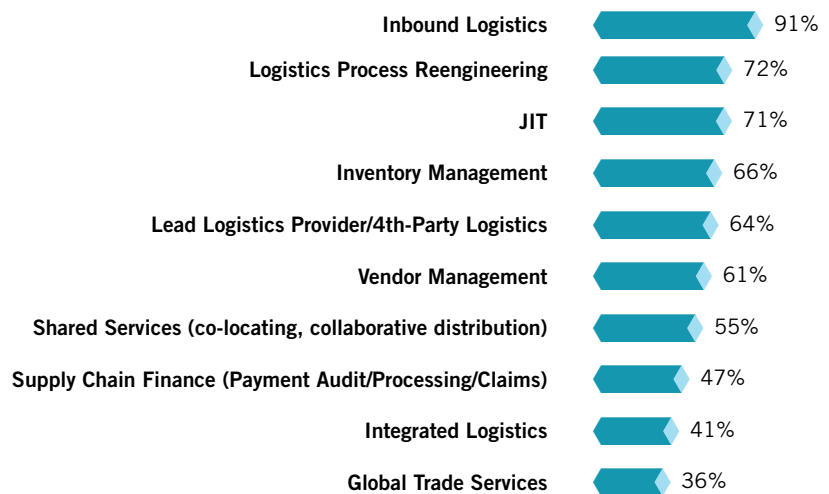 Inbound Logistics 91%
Logistics Process Reengineering 72%
JIT 71%
Inventory Management 66%
Lead Logistics Provider/4th-Party Logistics 64%
Vendor Management 61%
Shared Services (co-locating, collaborative distribution) 55%
Supply Chain Finance (Payment Audit/Processing/Claims) 47%
Integrated Logistics 41%
Global Trade Services 36%